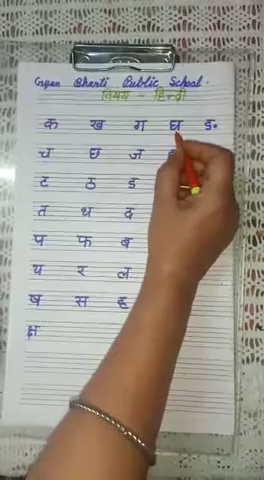 Gyan Bharti Public School.
विषय - हिन्दी
क ख ग घ ङ
च छ ज
ट ठ ड
त थ द
प फ ब
य र ल
ष स ह
क्ष